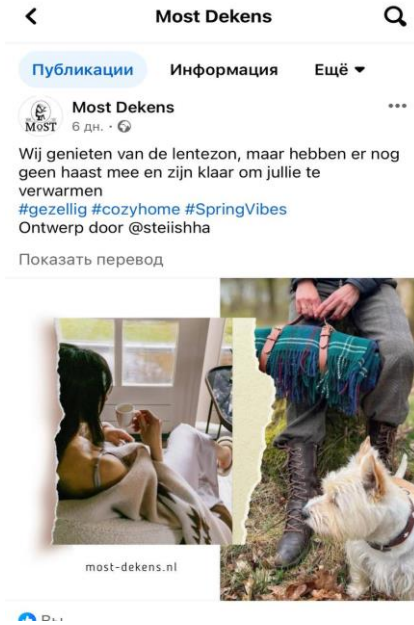 Most Dekens
Публикации Информация Ещё
MOST
Most Dekens
6 дн. ·
Wij genieten van de lentezon, maar hebben er nog
geen haast mee en zijn klaar om jullie te
verwarmen
#gezellig #cozyhome #SpringVibes
Ontwerp door @steiishha
Показать перевод
most-dekens.nl
Вы